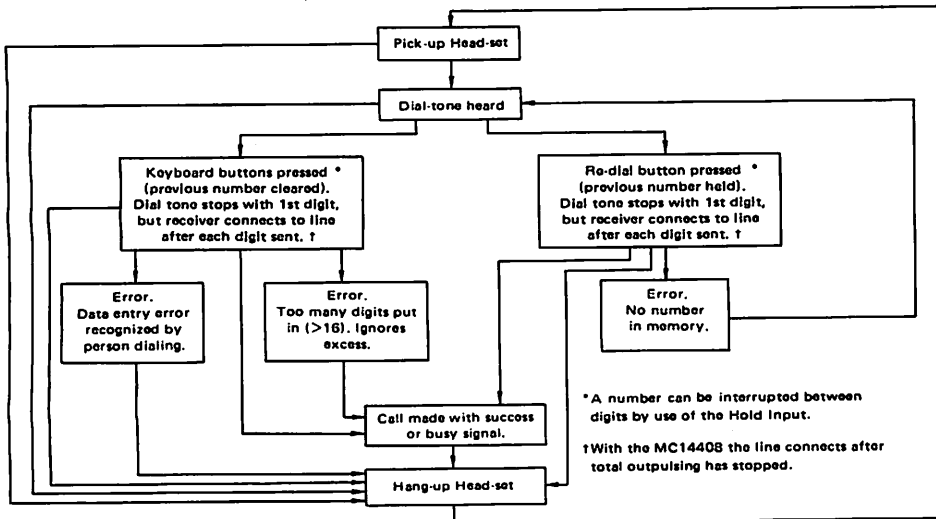 Pick-up Head-set
Dial-tone heard
Keyboard buttons pressed *
(previous number cleared).
Dial tone stops with 1st digit,
but receiver connects to line
after each digit sent. †
Re-dial button pressed *
(previous number held).
Dial tone stops with 1st digit,
but receiver connects to line
after each digit sent. †
Error.
Data entry error
recognized by
person dialing.
Error.
Too many digits put
in (>16). Ignores
excess.
Error.
No number
in memory.
Call made with success
or busy signal.
Hang-up Head-set
*A number can be interrupted between
digits by use of the Hold Input.
†With the MC14408 the line connects after
total outpulsing has stopped.